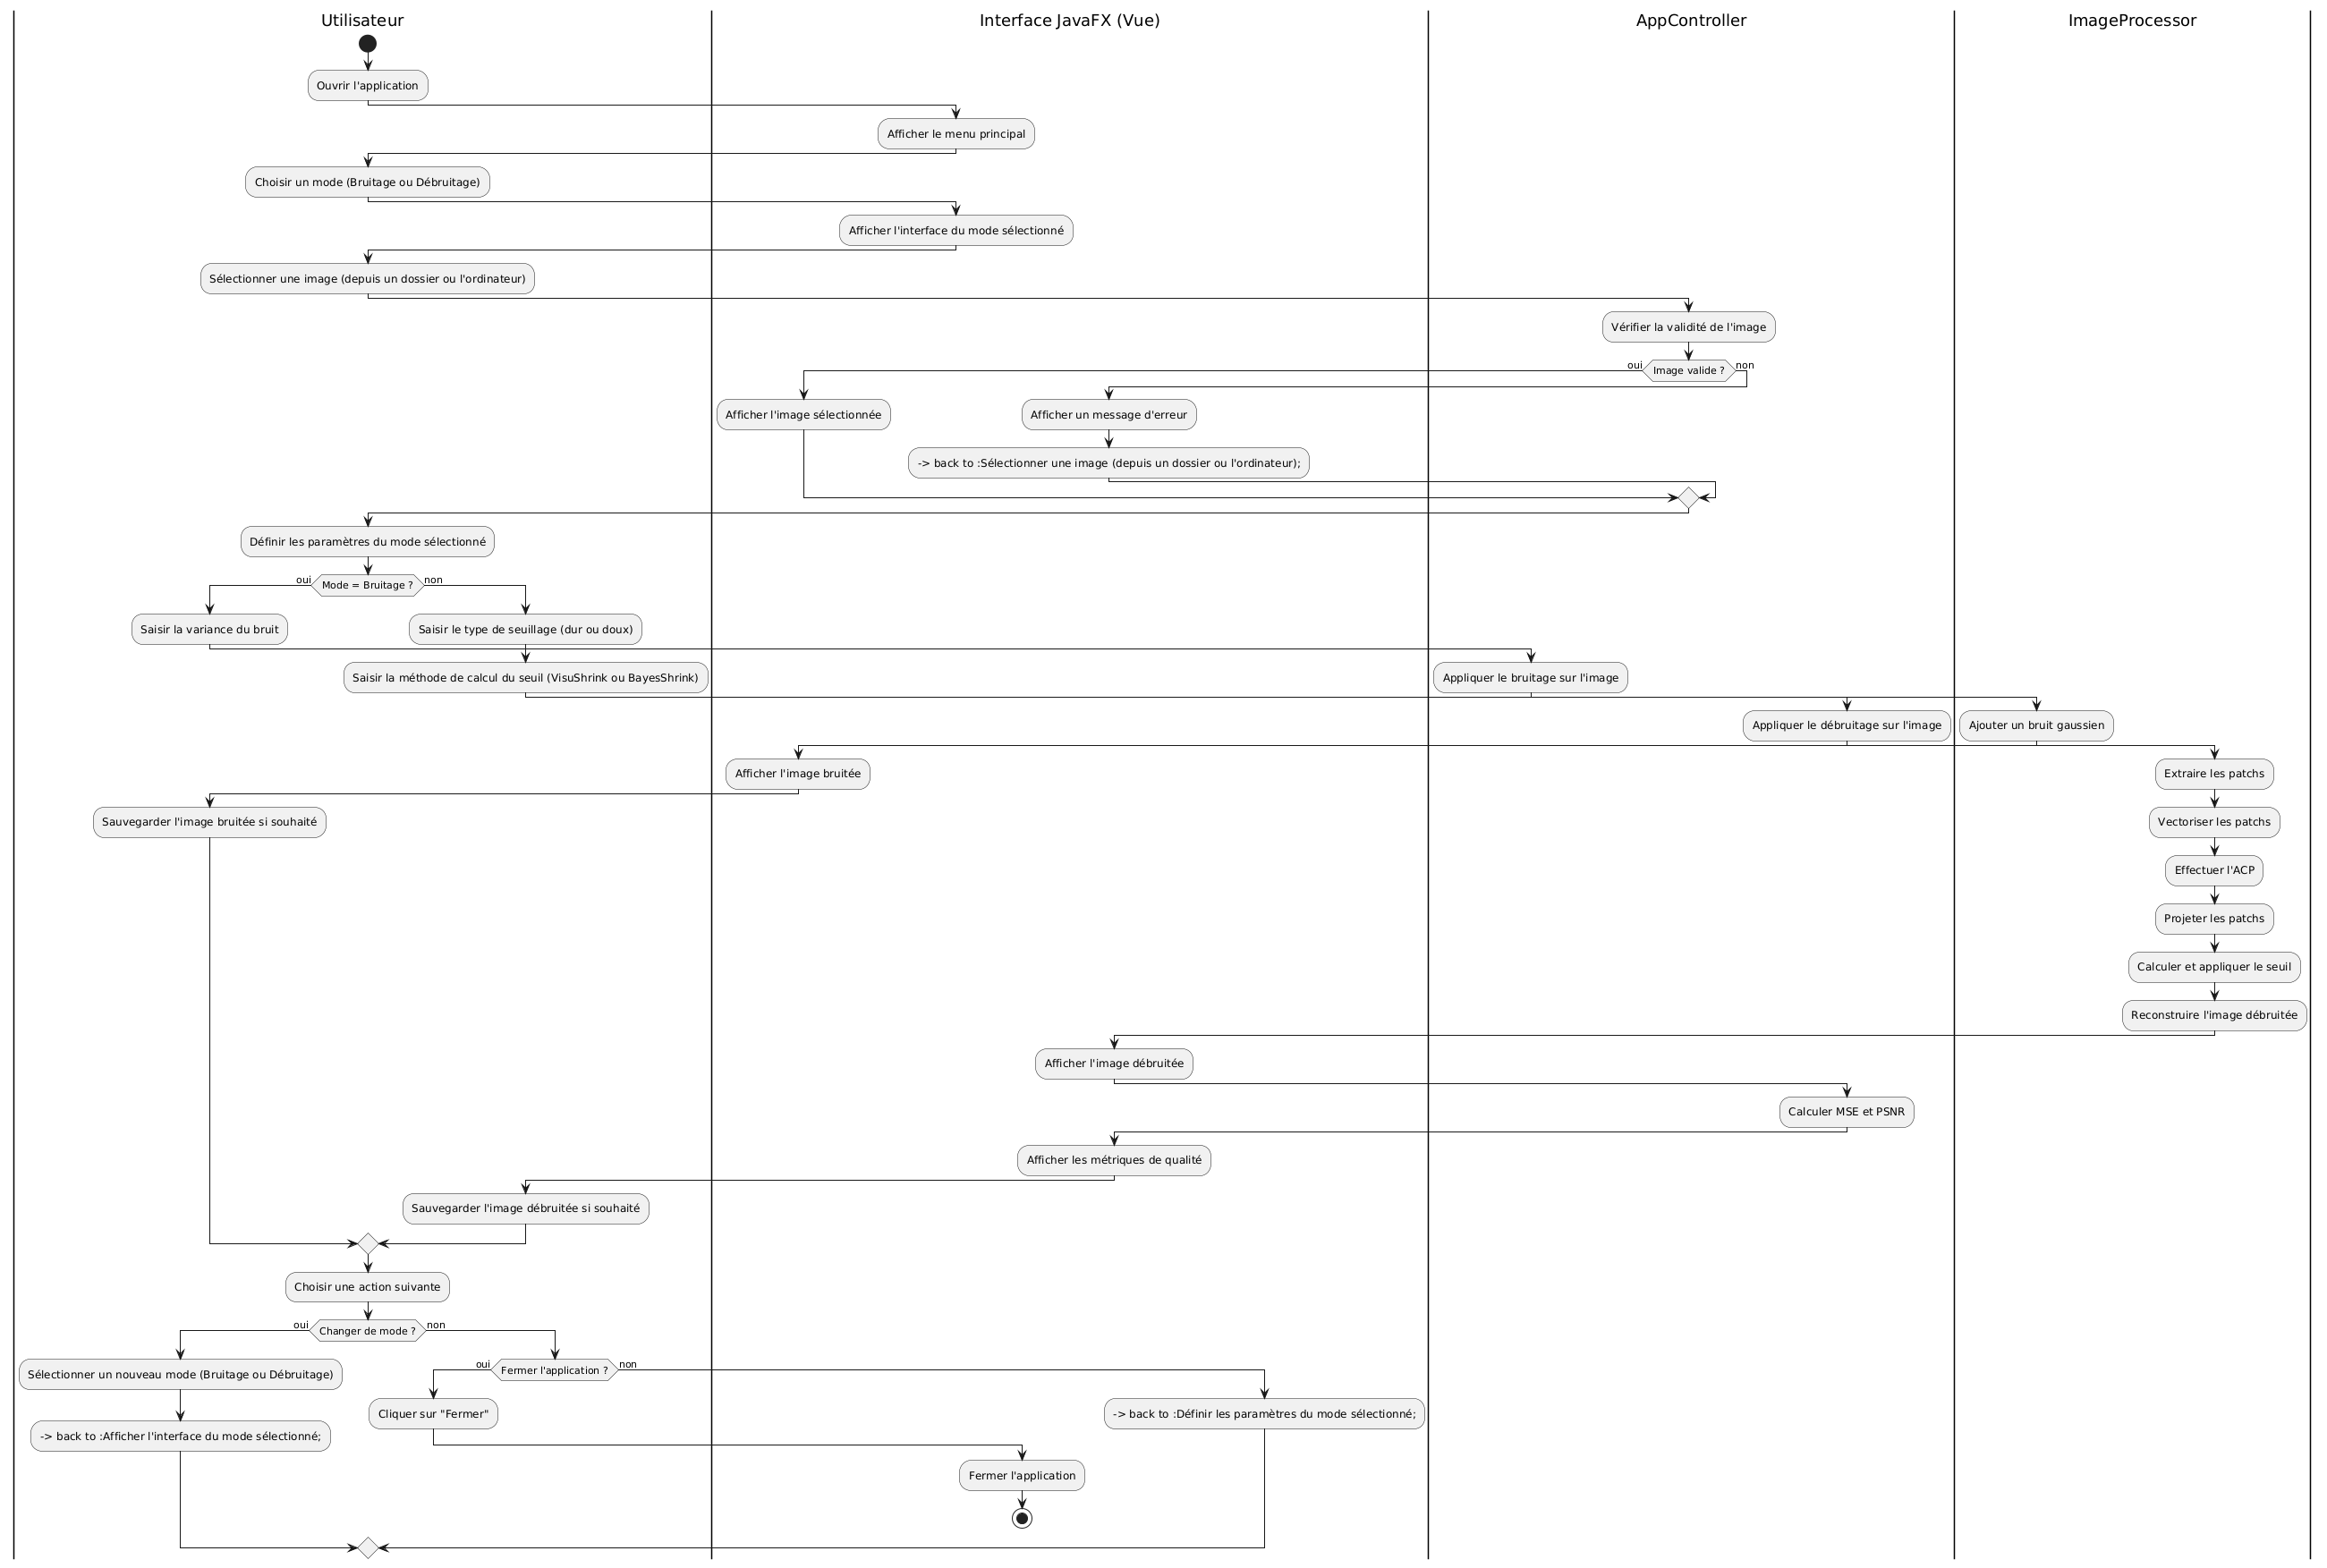 Utilisateur
Interface JavaFX (Vue)
AppController
ImageProcessor
Ouvrir l'application
Afficher le menu principal
Choisir un mode (Bruitage ou Débruitage)
Afficher l'interface du mode sélectionné
Sélectionner une image (depuis un dossier ou l'ordinateur)
Vérifier la validité de l'image
oui
Image valide ?
non
Afficher l'image sélectionnée
Afficher un message d'erreur
-> back to :Sélectionner une image (depuis un dossier ou l'ordinateur);
Définir les paramètres du mode sélectionné
oui
Mode = Bruitage ?
non
Saisir la variance du bruit
Saisir le type de seuillage (dur ou doux)
Saisir la méthode de calcul du seuil (VisuShrink ou BayesShrink)
Appliquer le bruitage sur l'image
Appliquer le débruitage sur l'image
Ajouter un bruit gaussien
Afficher l'image bruitée
Extraire les patchs
Sauvegarder l'image bruitée si souhaité
Vectoriser les patchs
Effectuer l'ACP
Projeter les patchs
Calculer et appliquer le seuil
Reconstruire l'image débruitée
Afficher l'image débruitée
Calculer MSE et PSNR
Afficher les métriques de qualité
Sauvegarder l'image débruitée si souhaité
Choisir une action suivante
oui
Changer de mode ?
non
Sélectionner un nouveau mode (Bruitage ou Débruitage)
oui
Fermer l'application ?
non
Cliquer sur "Fermer"
-> back to :Définir les paramètres du mode sélectionné;
-> back to :Afficher l'interface du mode sélectionné;
Fermer l'application